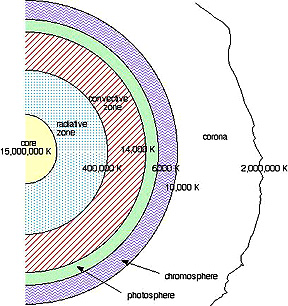 convective
zone
radiative
zone
core
15,000,000 K
400,000 K
14,000 K
6000 K
10,000 K
corona
2,000,000 K
chromosphere
photosphere